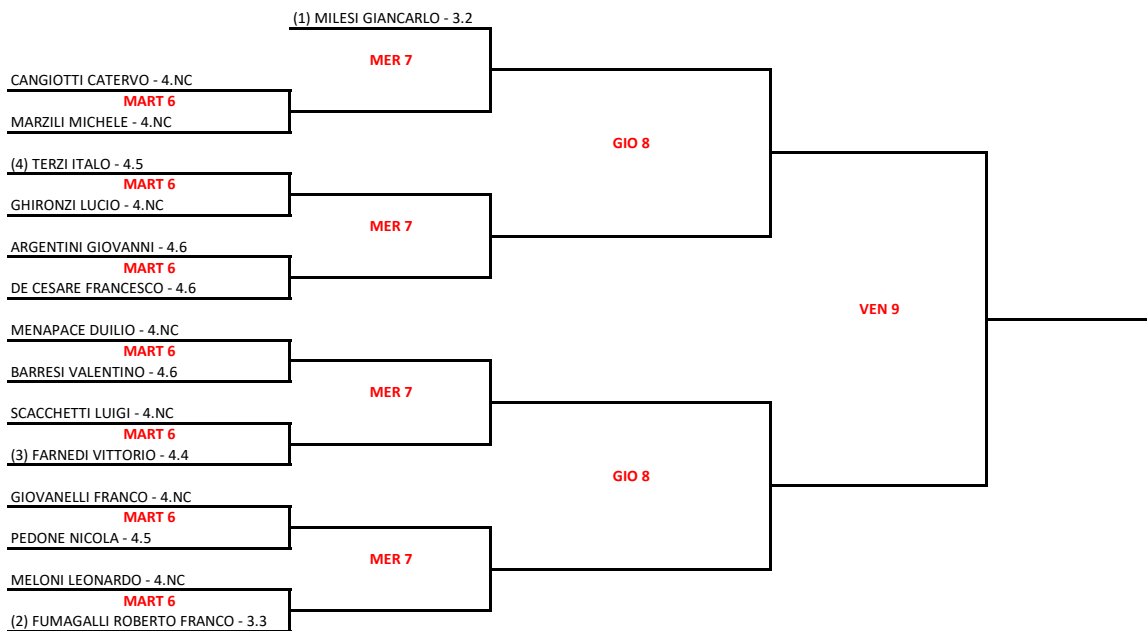 (1) MILESI GIANCARLO - 3.2
MER 7
CANGIOTTI CATERVO - 4.NC
MART 6
MARZILI MICHELE - 4.NC
GIO 8
(4) TERZI ITALO - 4.5
MART 6
GHIRONZI LUCIO - 4.NC
MER 7
ARGENTINI GIOVANNI - 4.6
MART 6
DE CESARE FRANCESCO - 4.6
VEN 9
MENAPACE DUILIO - 4.NC
MART 6
BARRESI VALENTINO - 4.6
MER 7
SCACCHETTI LUIGI - 4.NC
MART 6
(3) FARNEDI VITTORIO - 4.4
GIO 8
GIOVANELLI FRANCO - 4.NC
MART 6
PEDONE NICOLA - 4.5
MER 7
MELONI LEONARDO - 4.NC
MART 6
(2) FUMAGALLI ROBERTO FRANCO - 3.3